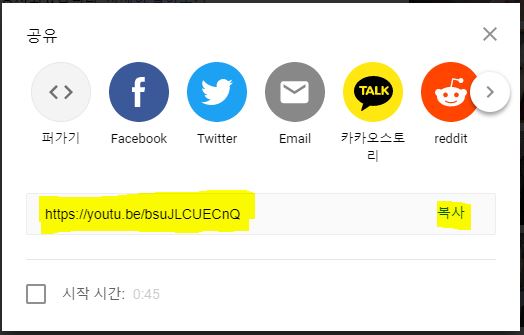 공유
퍼가기
Facebook
Twitter
Email
TALK
카카오스토
리
reddit
https://youtu.be/bsuJLCUECnQ
복사
시작 시간: 0:45